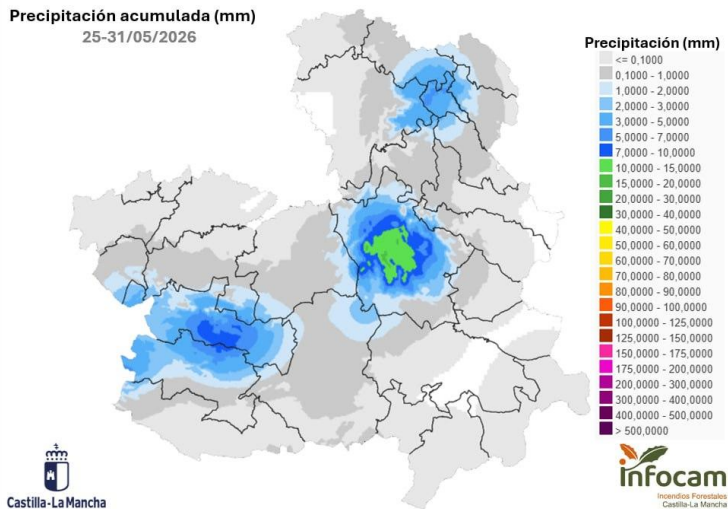 Precipitación acumulada (mm)
25-31/05/2026
Precipitación (mm)
<= 0,1000
0,1000 - 1,0000
1,0000 - 2,0000
2,0000 - 3,0000
3,0000 - 5,0000
5,0000 - 7,0000
7,0000 - 10,0000
10,0000 - 15,0000
15,0000 - 20,0000
20,0000 - 30,0000
30,0000 - 40,0000
40,0000 - 50,0000
50,0000 - 60,0000
60,0000 - 70,0000
70,0000 - 80,0000
80,0000 - 90,0000
90,0000 - 100,0000
100,0000 - 125,0000
125,0000 - 150,0000
150,0000 - 175,0000
175,0000 - 200,0000
200,0000 - 300,0000
300,0000 - 400,0000
400,0000 - 500,0000
> 500,0000
Castilla-La Mancha
infocam
Incendios Forestales
Castilla-La Mancha